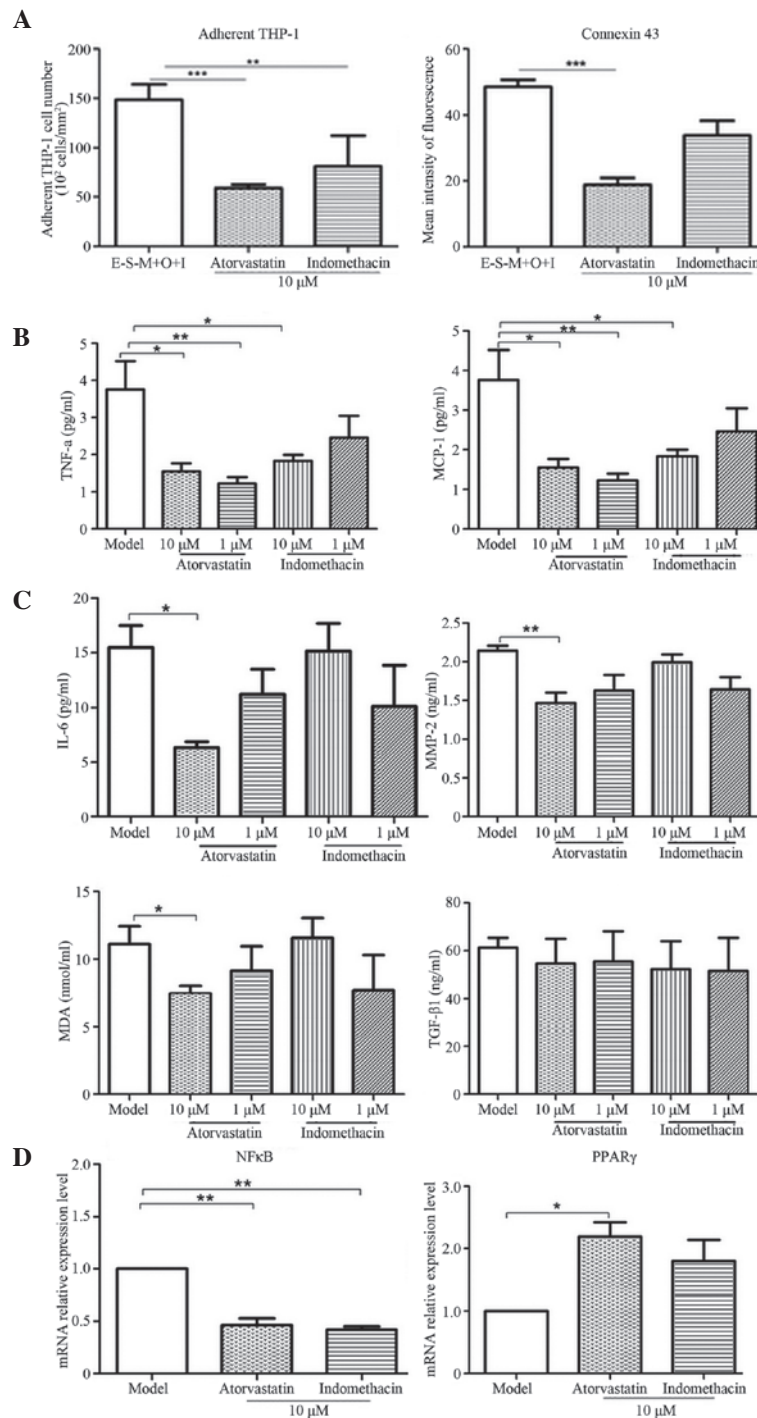 A
Adherent THP-1
Adherent THP-1 cell number
(10² cells/mm²)
200
150
100
50
0
**
***
E-S-M+O+I
Atorvastatin
Indomethacin
10 μM
Connexin 43
Mean intensity of fluorescence
60
40
20
0
***
E-S-M+O+I
Atorvastatin
Indomethacin
10 μM
B
TNF-a (pg/ml)
5
4
3
2
1
0
*
**
*
Model
10 μM
1 μM
10 μM
1 μM
Atorvastatin
Indomethacin
MCP-1 (pg/ml)
5
4
3
2
1
0
*
**
*
Model
10 μM
1 μM
10 μM
1 μM
Atorvastatin
Indomethacin
C
IL-6 (pg/ml)
20
15
10
5
0
*
Model
10 μM
1 μM
10 μM
1 μM
Atorvastatin
Indomethacin
MMP-2 (ng/ml)
2.5
2.0
1.5
1.0
0.5
0
**
Model
10 μM
1 μM
10 μM
1 μM
Atorvastatin
Indomethacin
MDA (nmol/ml)
15
10
5
0
*
Model
10 μM
1 μM
10 μM
1 μM
Atorvastatin
Indomethacin
TGF-β1 (ng/ml)
80
60
40
20
0
Model
10 μM
1 μM
10 μM
1 μM
Atorvastatin
Indomethacin
D
NFκB
mRNA relative expression level
2.0
1.5
1.0
0.5
0
**
**
Model
Atorvastatin
Indomethacin
10 μM
PPARγ
mRNA relative expression level
3.0
2.0
1.0
0
*
Model
Atorvastatin
Indomethacin
10 μM